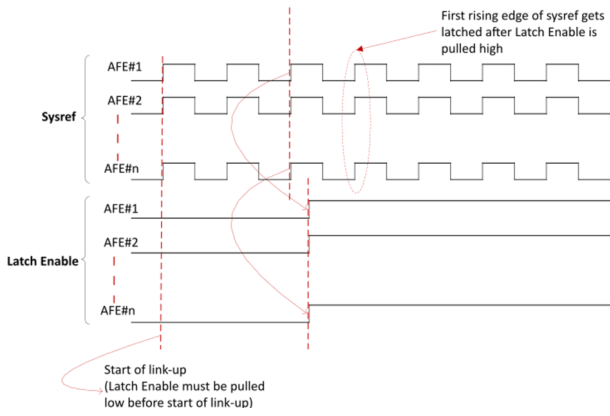 First rising edge of sysref gets
latched after Latch Enable is
pulled high
AFE#1
AFE#2
Sysref
AFE#n
AFE#1
AFE#2
Latch Enable
AFE#n
Start of link-up
(Latch Enable must be pulled
low before start of link-up)